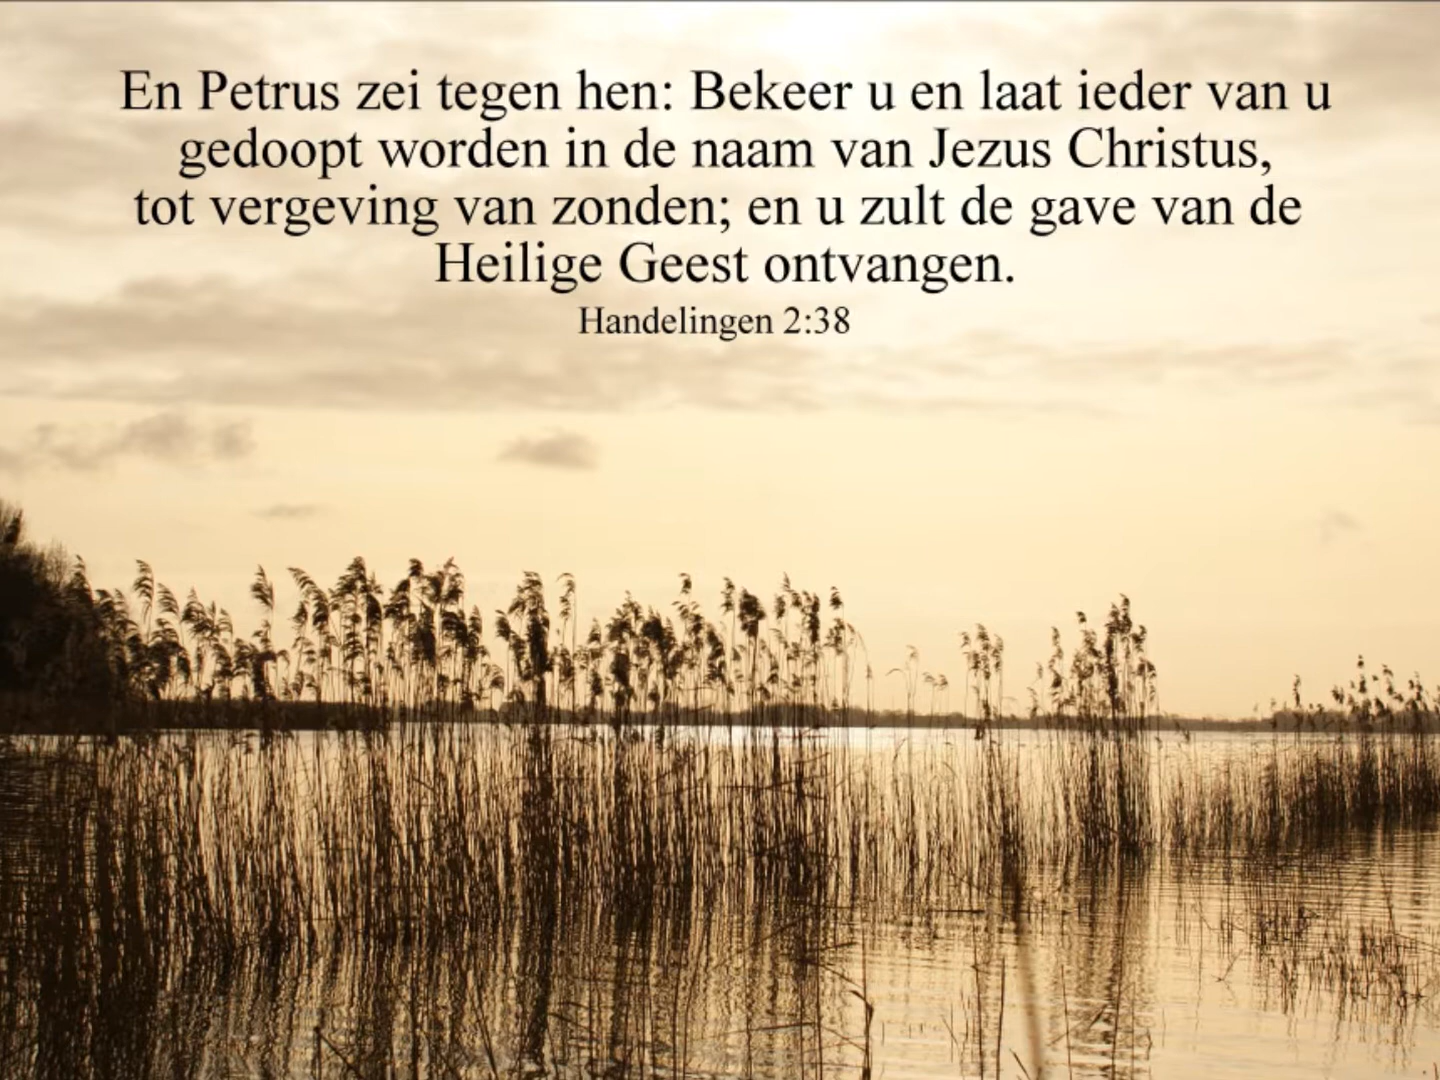 En Petrus zei tegen hen: Bekeer u en laat ieder van u
gedoopt worden in de naam van Jezus Christus,
tot vergeving van zonden; en u zult de gave van de
Heilige Geest ontvangen.
Handelingen 2:38